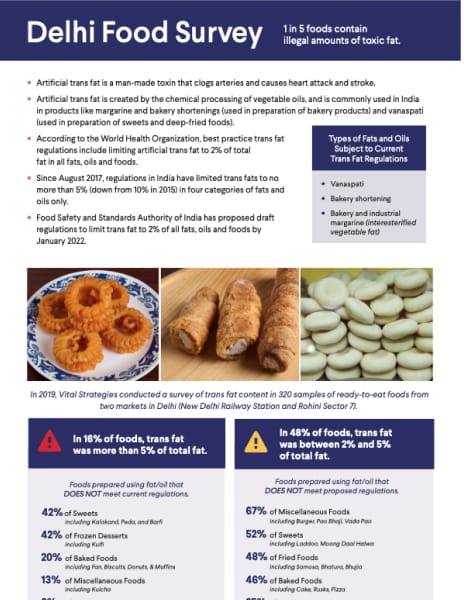 Delhi Food Survey
1 in 5 foods contain
illegal amounts of toxic fat.
• Artificial trans fat is a man-made toxin that clogs arteries and causes heart attack and stroke.
• Artificial trans fat is created by the chemical processing of vegetable oils, and is commonly used in India
in products like margarine and bakery shortenings (used in preparation of bakery products) and vanaspati
(used in preparation of sweets and deep-fried foods).
• According to the World Health Organization, best practice trans fat
regulations include limiting artificial trans fat to 2% of total
fat in all fats, oils and foods.
• Since August 2017, regulations in India have limited trans fats to no
more than 5% (down from 10% in 2015) in four categories of fats and
oils only.
• Food Safety and Standards Authority of India has proposed draft
regulations to limit trans fat to 2% of all fats, oils and foods by
January 2022.
Types of Fats and Oils
Subject to Current
Trans Fat Regulations
• Vanaspati
• Bakery shortening
• Bakery and industrial
margarine (interesterified
vegetable fat)
In 2019, Vital Strategies conducted a survey of trans fat content in 320 samples of ready-to-eat foods from
two markets in Delhi (New Delhi Railway Station and Rohini Sector 7).
In 16% of foods, trans fat
was more than 5% of total fat.
Foods prepared using fat/oil that
DOES NOT meet current regulations.
42% of Sweets
including Kalakand, Peda, and Barfi
42% of Frozen Desserts
including Kulfi
20% of Baked Foods
including Fan, Biscuits, Donuts, & Muffins
13% of Miscellaneous Foods
including Kulcha
In 48% of foods, trans fat
was between 2% and 5%
of total fat.
Foods prepared using fat/oil that
DOES NOT meet proposed regulations.
67% of Miscellaneous Foods
including Burger, Pao Bhaji, Vada Pao
52% of Sweets
including Laddoo, Moong Daal Halwa
48% of Fried Foods
including Samosa, Bhatura, Bhujia
46% of Baked Foods
including Cake, Rusks, Pizza